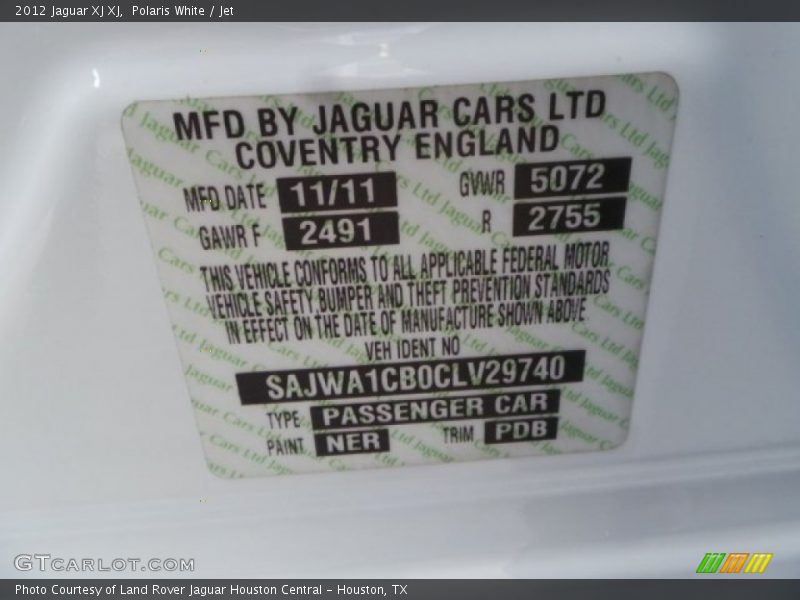 2012 Jaguar XJ XJ, Polaris White / Jet
MFD BY JAGUAR CARS LTD
COVENTRY ENGLAND
MFD DATE 11/11 GVWR 5072
GAWR F 2491 R 2755
THIS VEHICLE CONFORMS TO ALL APPLICABLE FEDERAL MOTOR
VEHICLE SAFETY, BUMPER AND THEFT PREVENTION STANDARDS
IN EFFECT ON THE DATE OF MANUFACTURE SHOWN ABOVE
VEH IDENT NO
SAJWA1CB0CLV29740
TYPE PASSENGER CAR
PAINT NER TRIM PDB
GTCARLOT.COM
Photo Courtesy of Land Rover Jaguar Houston Central – Houston, TX